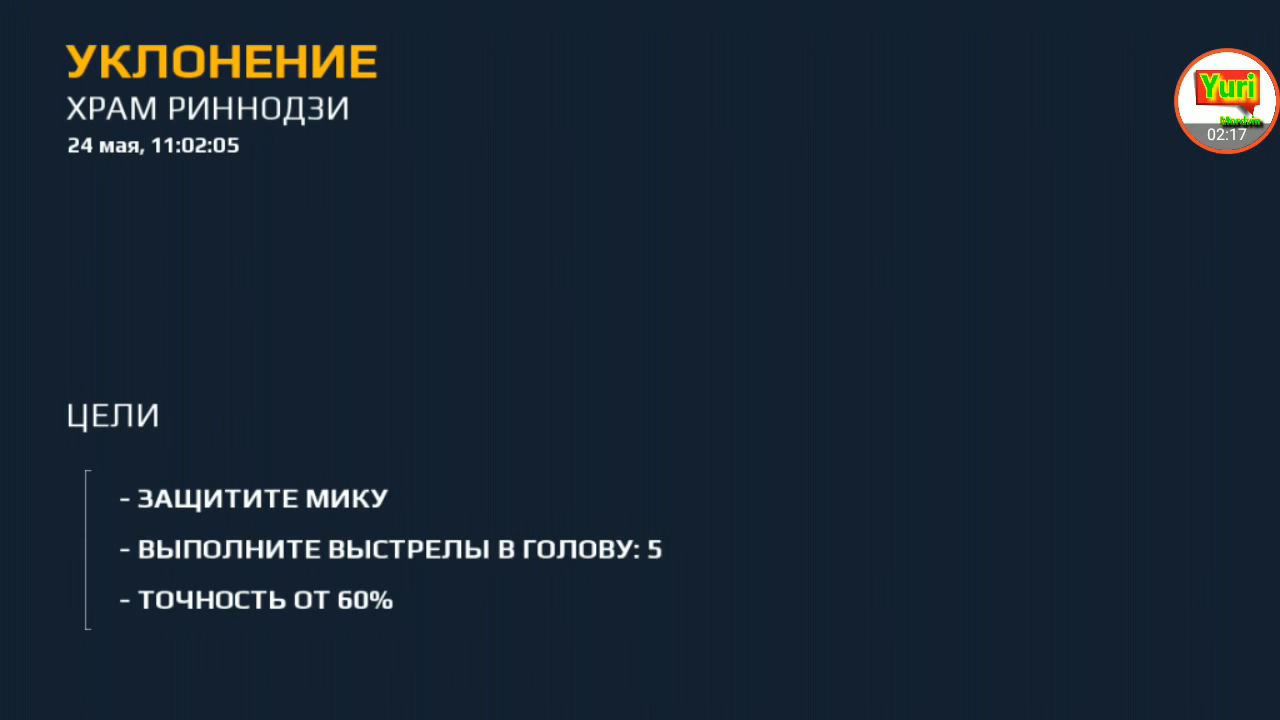 УКЛОНЕНИЕ
ХРАМ РИННОДЗИ
24 мая, 11:02:05
Yuri
02:17
ЦЕЛИ
- ЗАЩИТИТЕ МИКУ
- ВЫПОЛНИТЕ ВЫСТРЕЛЫ В ГОЛОВУ: 5
- ТОЧНОСТЬ ОТ 60%